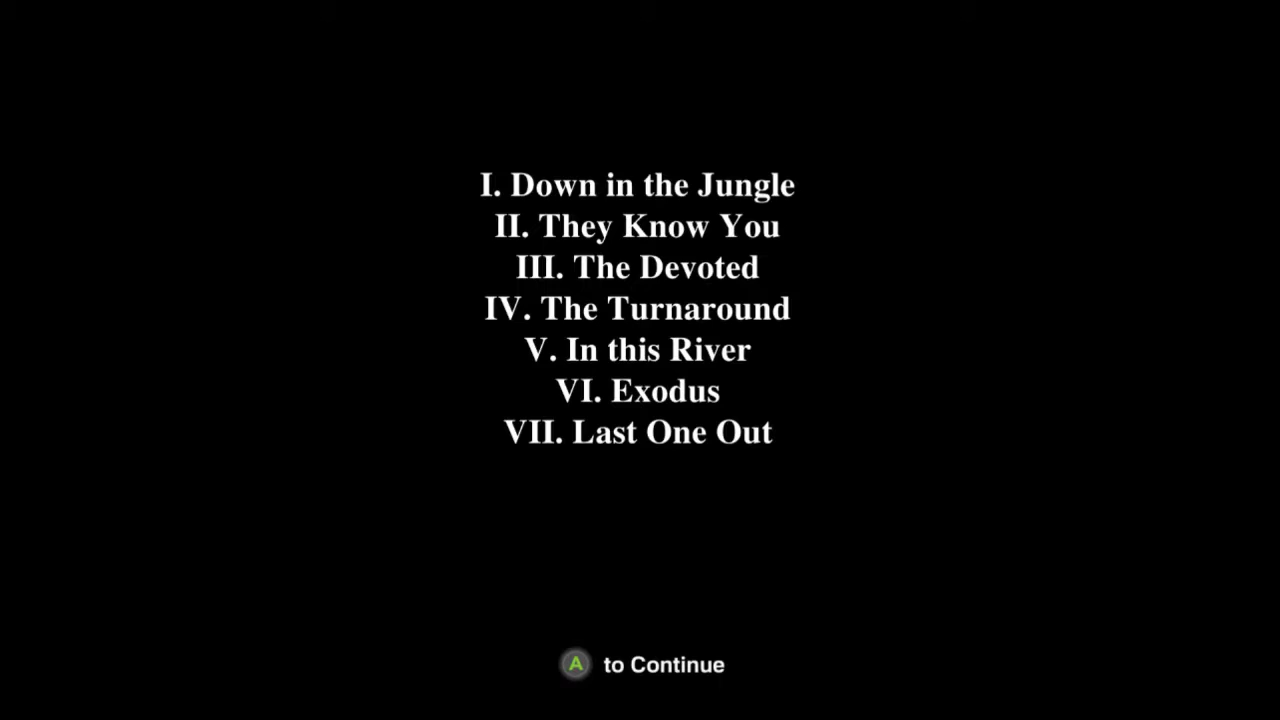 I. Down in the Jungle
II. They Know You
III. The Devoted
IV. The Turnaround
V. In this River
VI. Exodus
VII. Last One Out
A to Continue